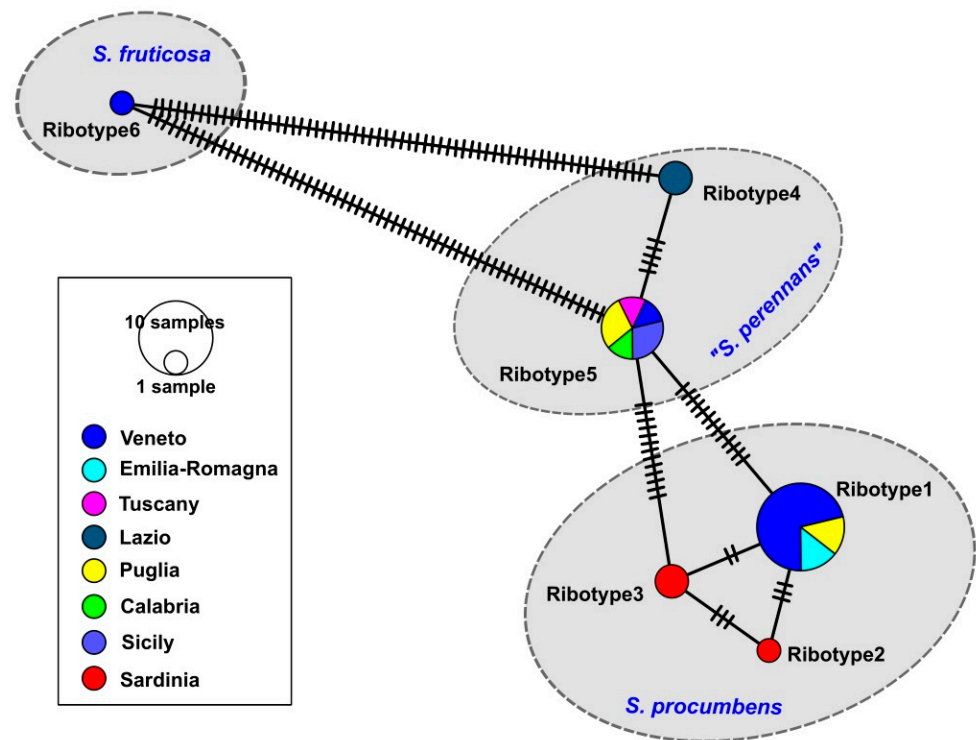 S. fruticosa
Ribotype6
Ribotype4
"S. perennans"
Ribotype5
10 samples
1 sample
Veneto
Emilia-Romagna
Tuscany
Lazio
Puglia
Calabria
Sicily
Sardinia
Ribotype1
Ribotype3
Ribotype2
S. procumbens